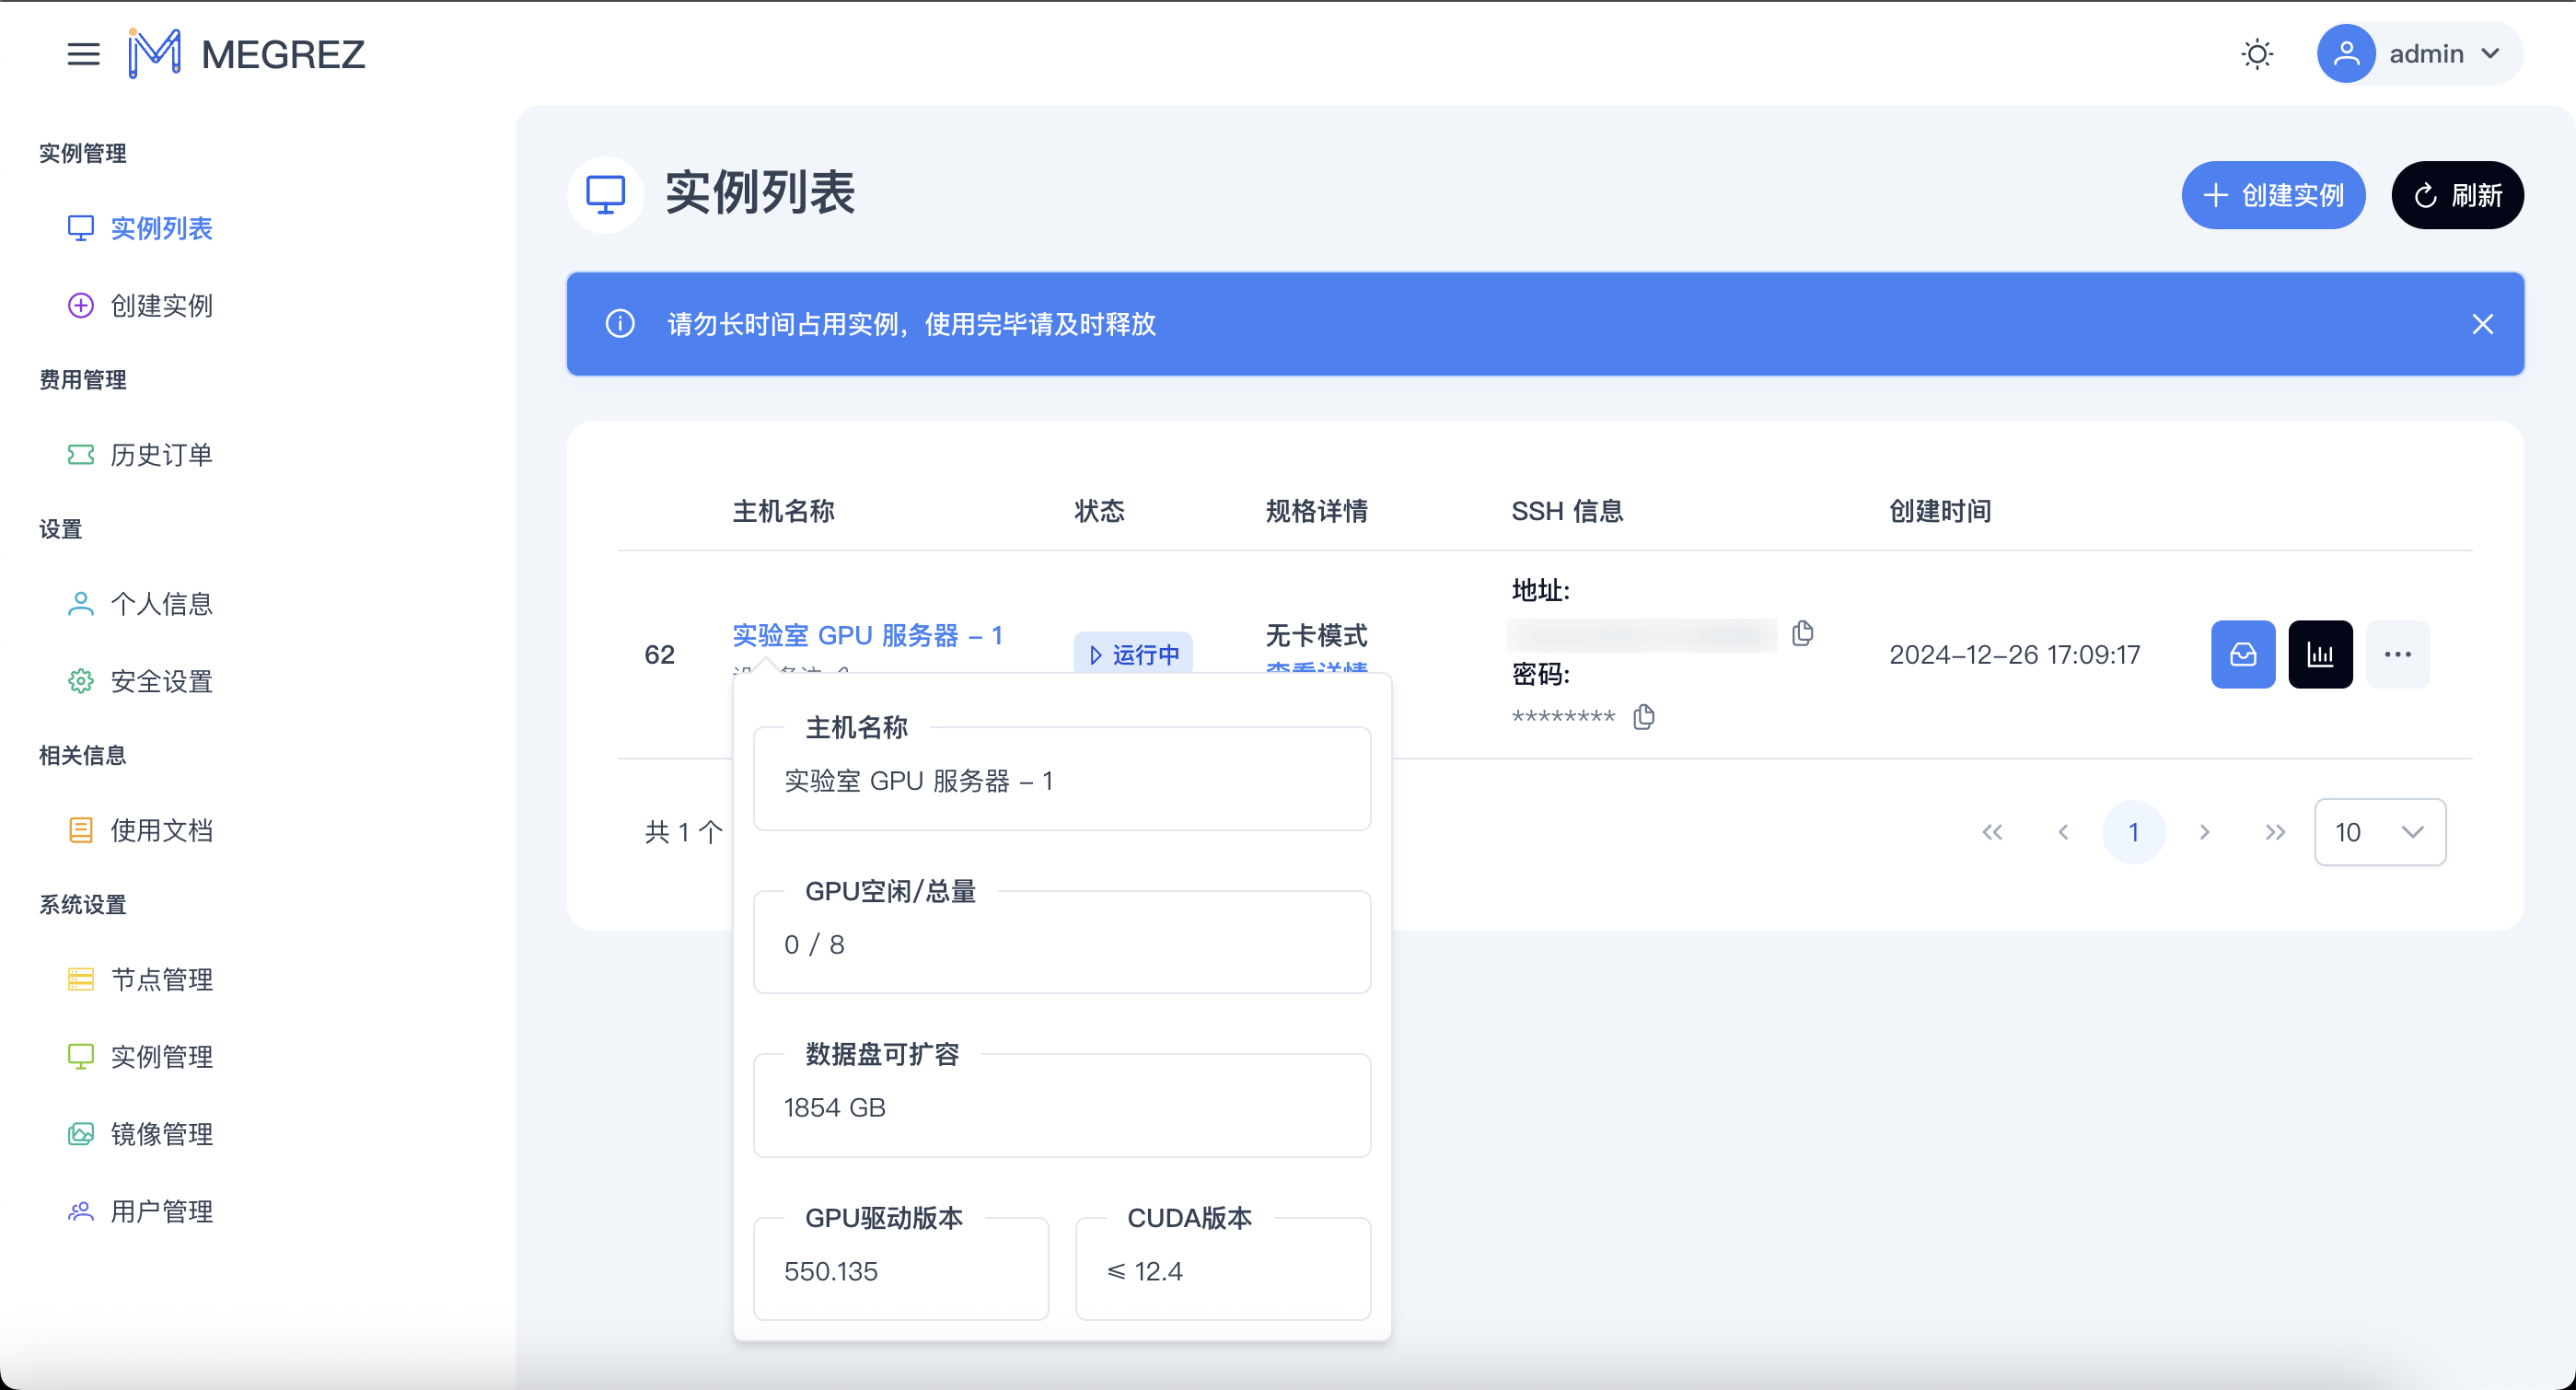 MEGREZ
admin
实例管理
实例列表
创建实例
费用管理
历史订单
设置
个人信息
安全设置
相关信息
使用文档
系统设置
节点管理
实例管理
镜像管理
用户管理
实例列表
创建实例
刷新
请勿长时间占用实例，使用完毕请及时释放
主机名称 状态 规格详情 SSH 信息 创建时间
62
实验室 GPU 服务器 – 1
运行中
无卡模式
查看详情
地址:
密码:
********
2024–12–26 17:09:17
共 1 个
1
10
主机名称
实验室 GPU 服务器 – 1
GPU空闲/总量
0 / 8
数据盘可扩容
1854 GB
GPU驱动版本
550.135
CUDA版本
≤ 12.4